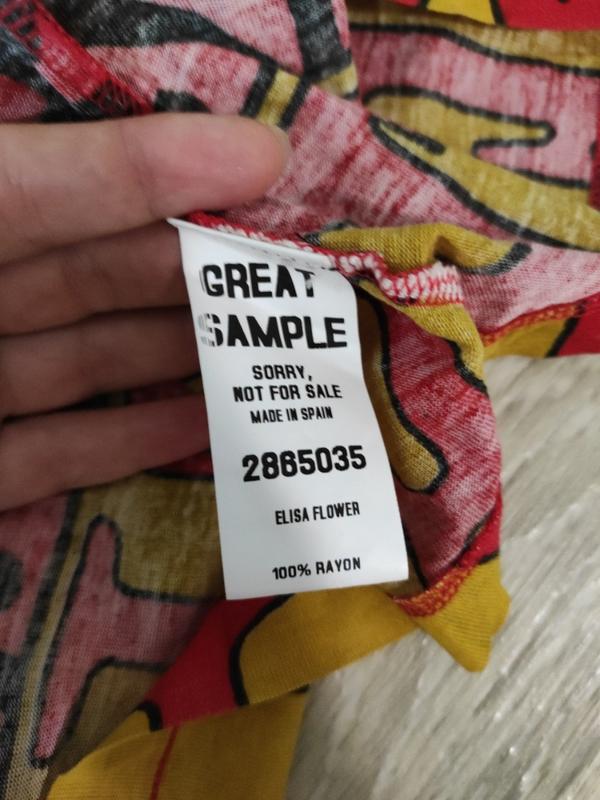 GREAT
SAMPLE
SORRY,
NOT FOR SALE
MADE IN SPAIN
2865035
ELISA FLOWER
100% RAYON